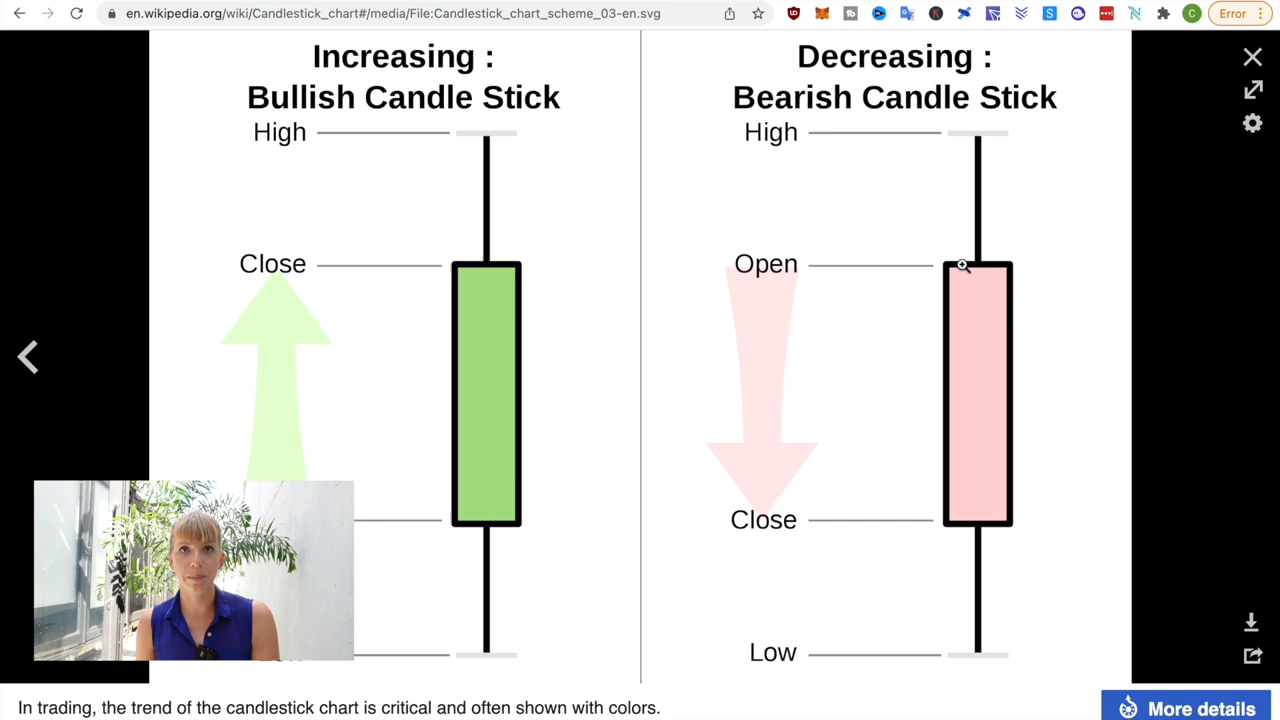 en.wikipedia.org/wiki/Candlestick_chart#/media/File:Candlestick_chart_scheme_03-en.svg
Error
Increasing :
Bullish Candle Stick
High
Close
Decreasing :
Bearish Candle Stick
High
Open
Close
Low
In trading, the trend of the candlestick chart is critical and often shown with colors.
More details